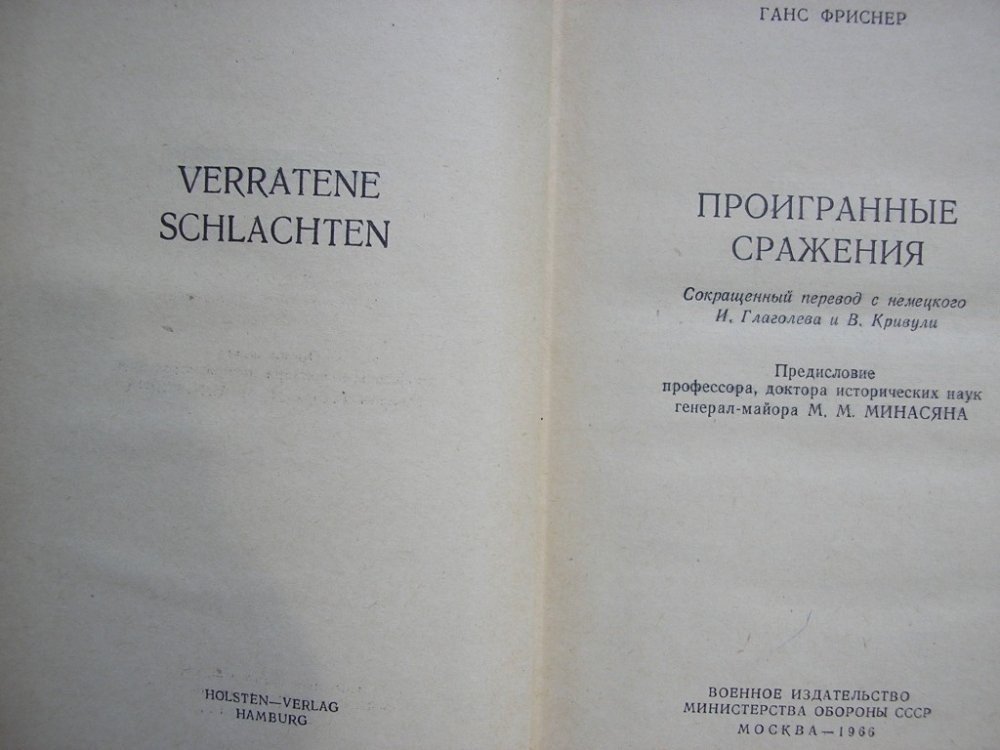 VERRATENE
SCHLACHTEN
HOLSTEN—VERLAG
HAMBURG
ГАНС ФРИСНЕР
ПРОИГРАННЫЕ
СРАЖЕНИЯ
Сокращенный перевод с немецкого
И. Глаголева и В. Кривули
Предисловие
профессора, доктора исторических наук
генерал-майора М. М. МИНАСЯНА
ВОЕННОЕ ИЗДАТЕЛЬСТВО
МИНИСТЕРСТВА ОБОРОНЫ СССР
МОСКВА—1966